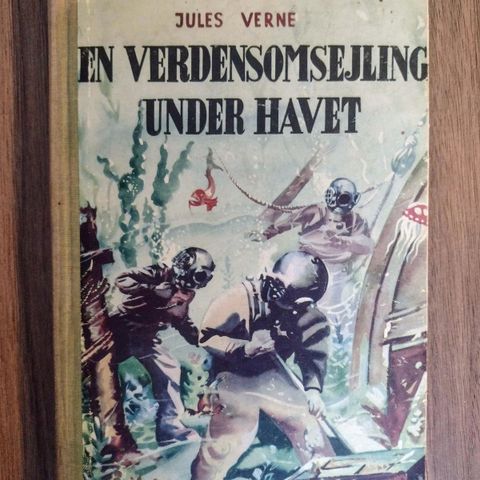 JULES VERNE
EN VERDENSOMSEJLING
UNDER HAVET